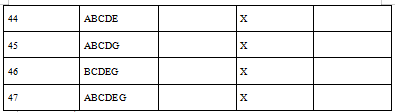 44 ABCDE X
45 ABCDG X
46 BCDEG X
47 ABCDEG X